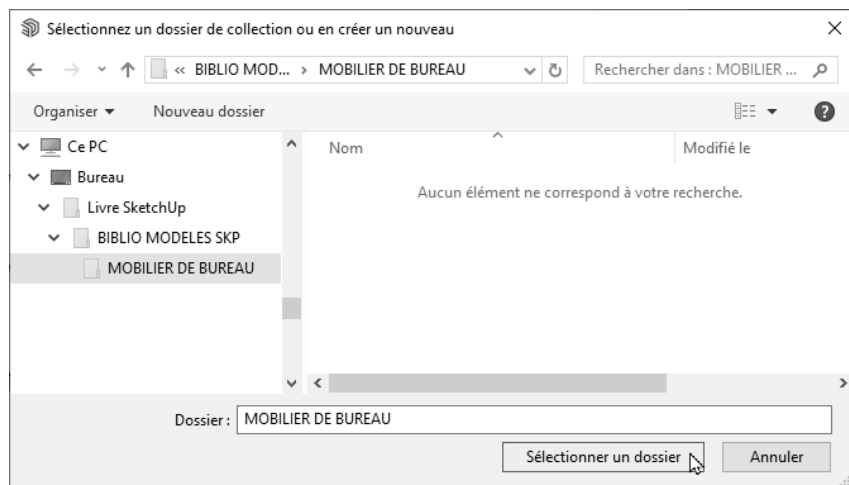 Sélectionnez un dossier de collection ou en créer un nouveau
« BIBLIO MOD... › MOBILIER DE BUREAU
Rechercher dans : MOBILIER ...
Organiser
Nouveau dossier
?
Ce PC
Bureau
Livre SketchUp
BIBLIO MODELES SKP
MOBILIER DE BUREAU
Nom
Modifié le
Aucun élément ne correspond à votre recherche.
Dossier : MOBILIER DE BUREAU
Sélectionner un dossier
Annuler